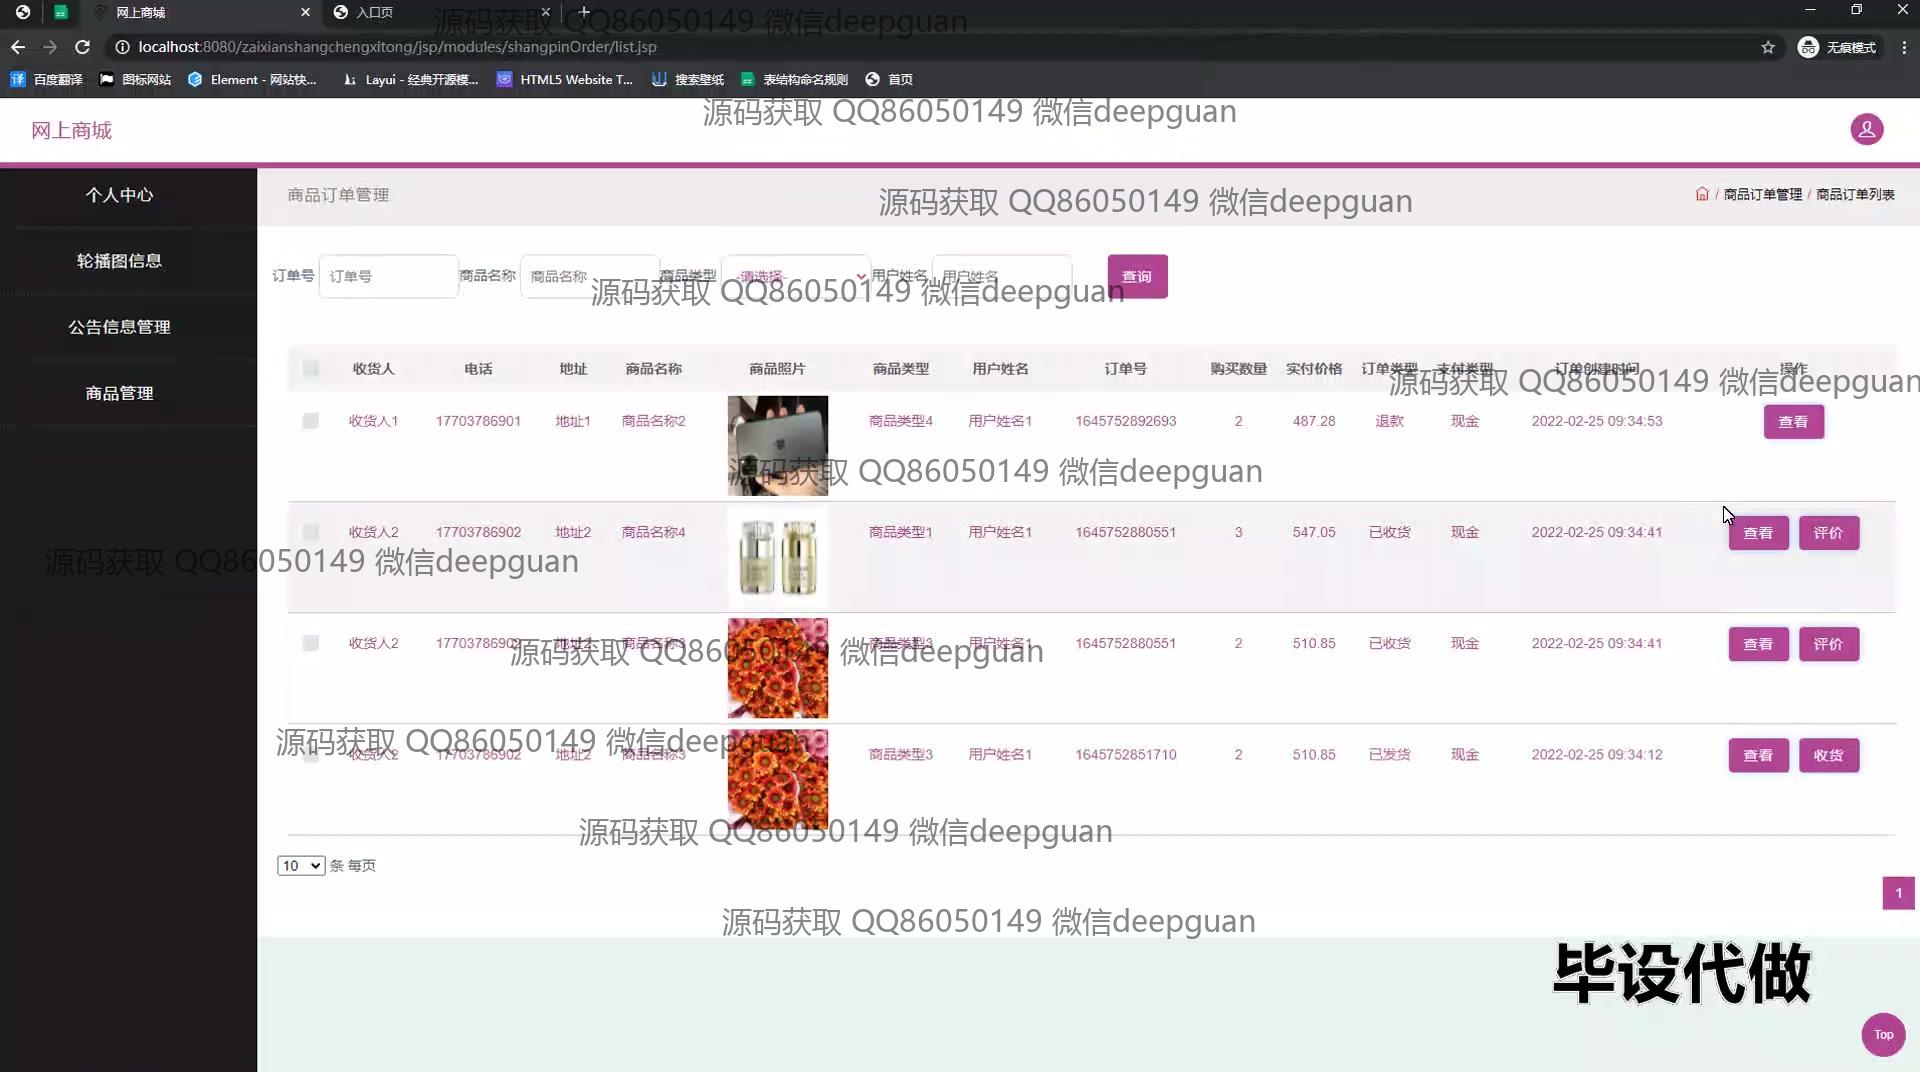 网上商城
入口页
源码获取 QQ86050149 微信deepguan
localhost:8080/zaixianshangchengxitong/jsp/modules/shangpinOrder/list.jsp
无痕模式
百度翻译 图标网站 Element - 网站快... Layui - 经典开源模... HTML5 Website T... 搜索壁纸 表结构命名规则 首页
源码获取 QQ86050149 微信deepguan
网上商城
个人中心
轮播图信息
公告信息管理
商品管理
商品订单管理
源码获取 QQ86050149 微信deepguan
/ 商品订单管理 / 商品订单列表
订单号 订单号 商品名称 商品名称 商品类型 -请选择- 用户姓名 用户姓名 查询
源码获取 QQ86050149 微信deepguan
收货人 电话 地址 商品名称 商品照片 商品类型 用户姓名 订单号 购买数量 实付价格 订单类型 支付类型 订单创建时间 操作
源码获取 QQ86050149 微信deepguan
收货人1 17703786901 地址1 商品名称2 商品类型4 用户姓名1 1645752892693 2 487.28 退款 现金 2022-02-25 09:34:53 查看
源码获取 QQ86050149 微信deepguan
收货人2 17703786902 地址2 商品名称4 商品类型1 用户姓名1 1645752880551 3 547.05 已收货 现金 2022-02-25 09:34:41 查看 评价
源码获取 QQ86050149 微信deepguan
收货人2 17703786902 地址2 商品名称3 商品类型3 用户姓名1 1645752880551 2 510.85 已收货 现金 2022-02-25 09:34:41 查看 评价
源码获取 QQ86050149 微信deepguan
源码获取 QQ86050149 微信deepguan
收货人2 17703786902 地址2 商品名称3 商品类型3 用户姓名1 1645752851710 2 510.85 已发货 现金 2022-02-25 09:34:12 查看 收货
源码获取 QQ86050149 微信deepguan
10 条 每页
1
源码获取 QQ86050149 微信deepguan
毕设代做
Top